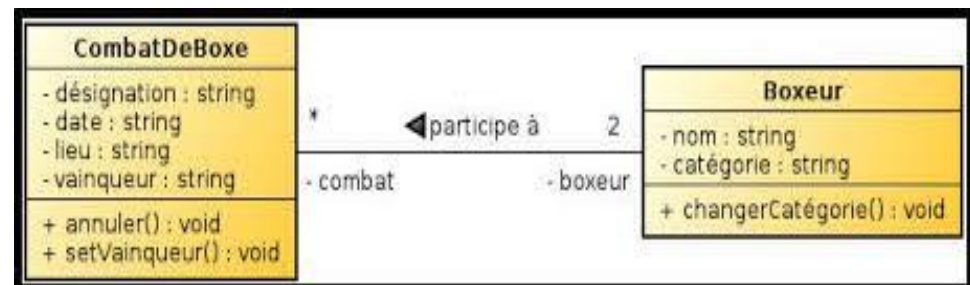 CombatDeBoxe
- désignation : string
- date : string
- lieu : string
- vainqueur : string
+ annuler() : void
+ setVainqueur() : void
*
participe à
2
- combat
- boxeur
Boxeur
- nom : string
- catégorie : string
+ changerCatégorie() : void